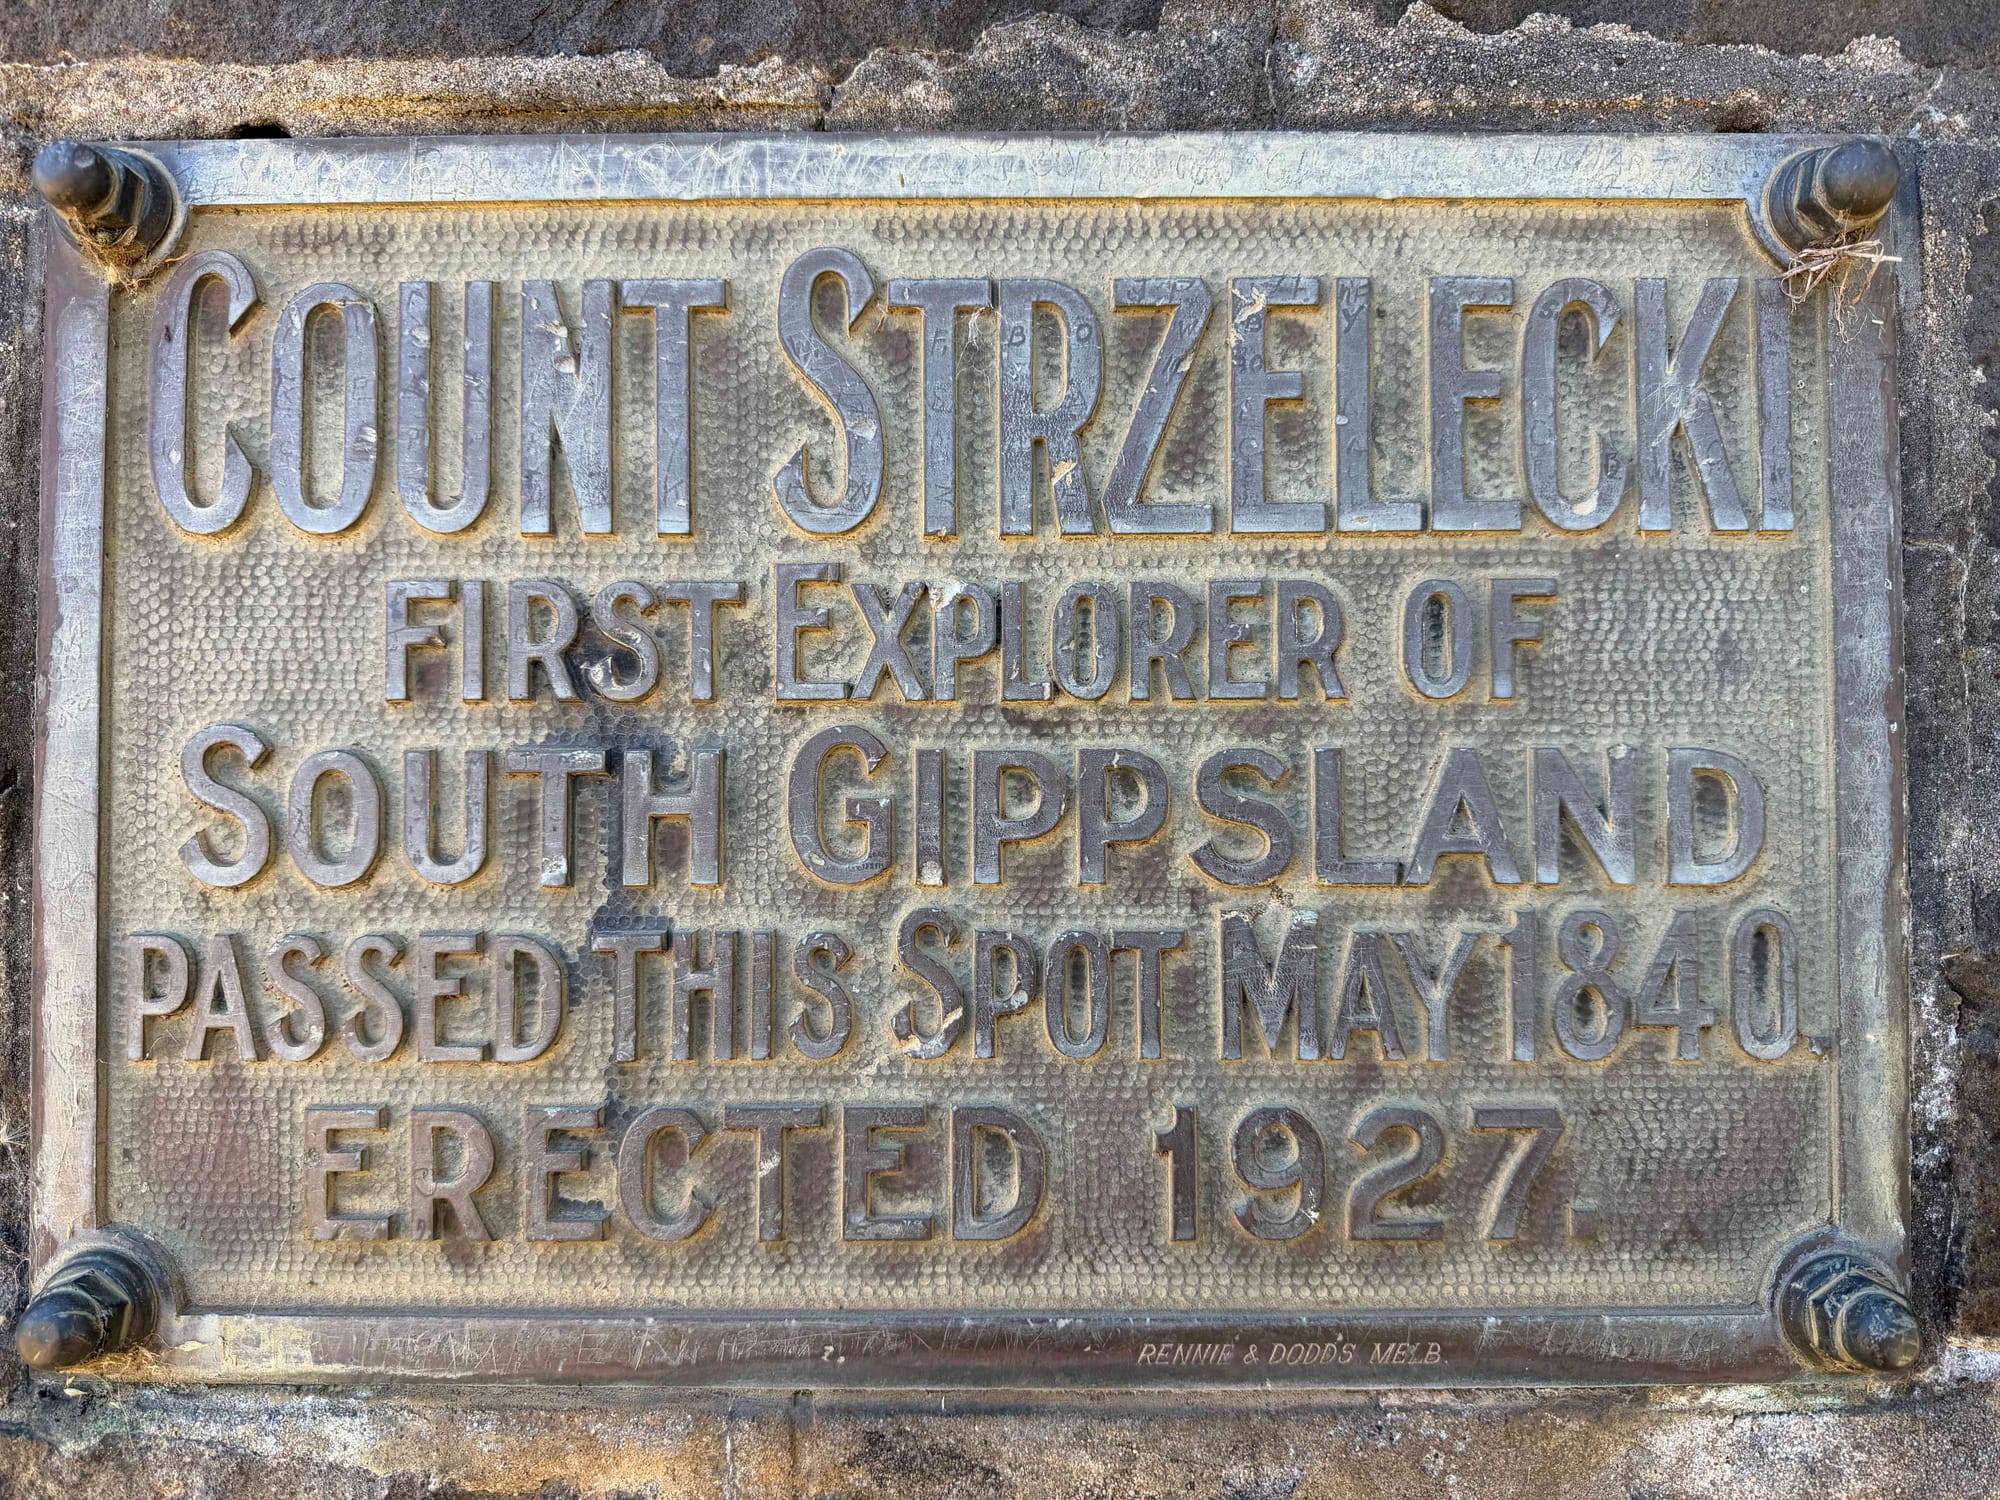 COUNT STRZELECKI
FIRST EXPLORER OF
SOUTH GIPPSLAND
PASSED THIS SPOT MAY 1840.
ERECTED 1927.
RENNIE & DODDS MELB.